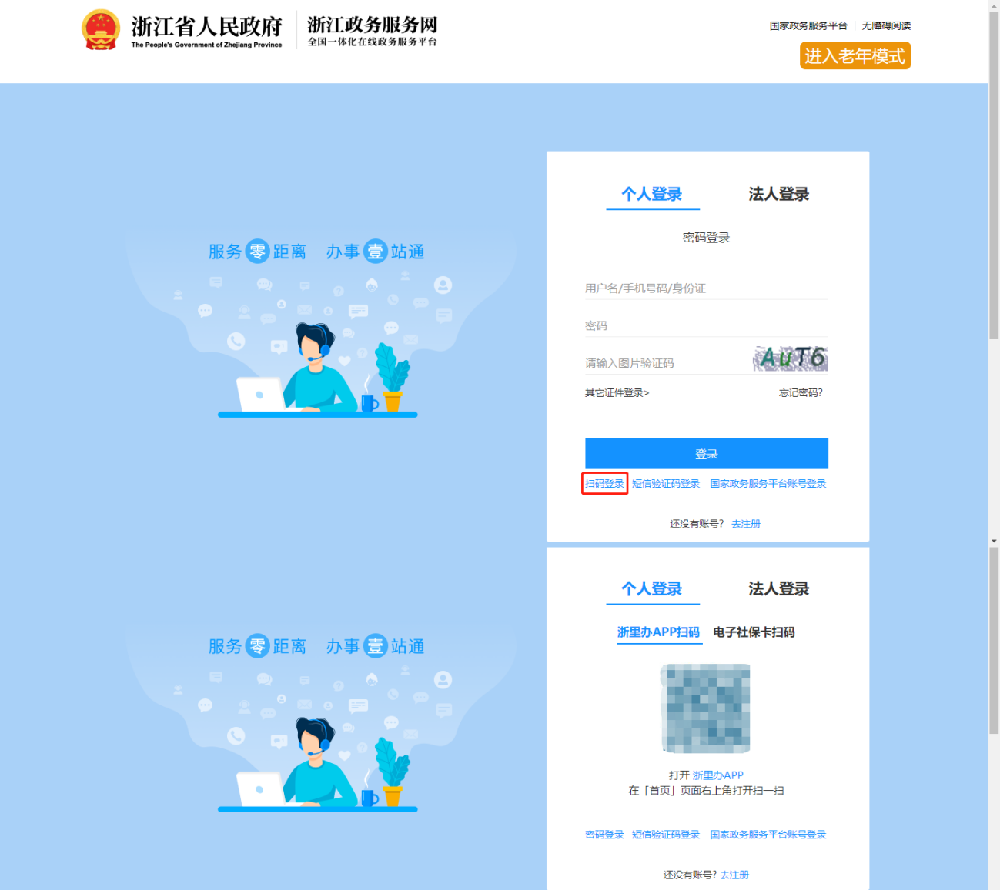 浙江省人民政府
The People's Government of Zhejiang Province
浙江政务服务网
全国一体化在线政务服务平台
国家政务服务平台
无障碍阅读
进入老年模式
服务零距离 办事壹站通
个人登录 法人登录
密码登录
用户名/手机号码/身份证
密码
请输入图片验证码
AuT6
其它证件登录>
忘记密码?
登录
扫码登录 短信验证码登录 国家政务服务平台账号登录
还没有账号? 去注册
服务零距离 办事壹站通
个人登录 法人登录
浙里办APP扫码 电子社保卡扫码
打开 浙里办APP
在「首页」页面右上角打开扫一扫
密码登录 短信验证码登录 国家政务服务平台账号登录
还没有账号? 去注册